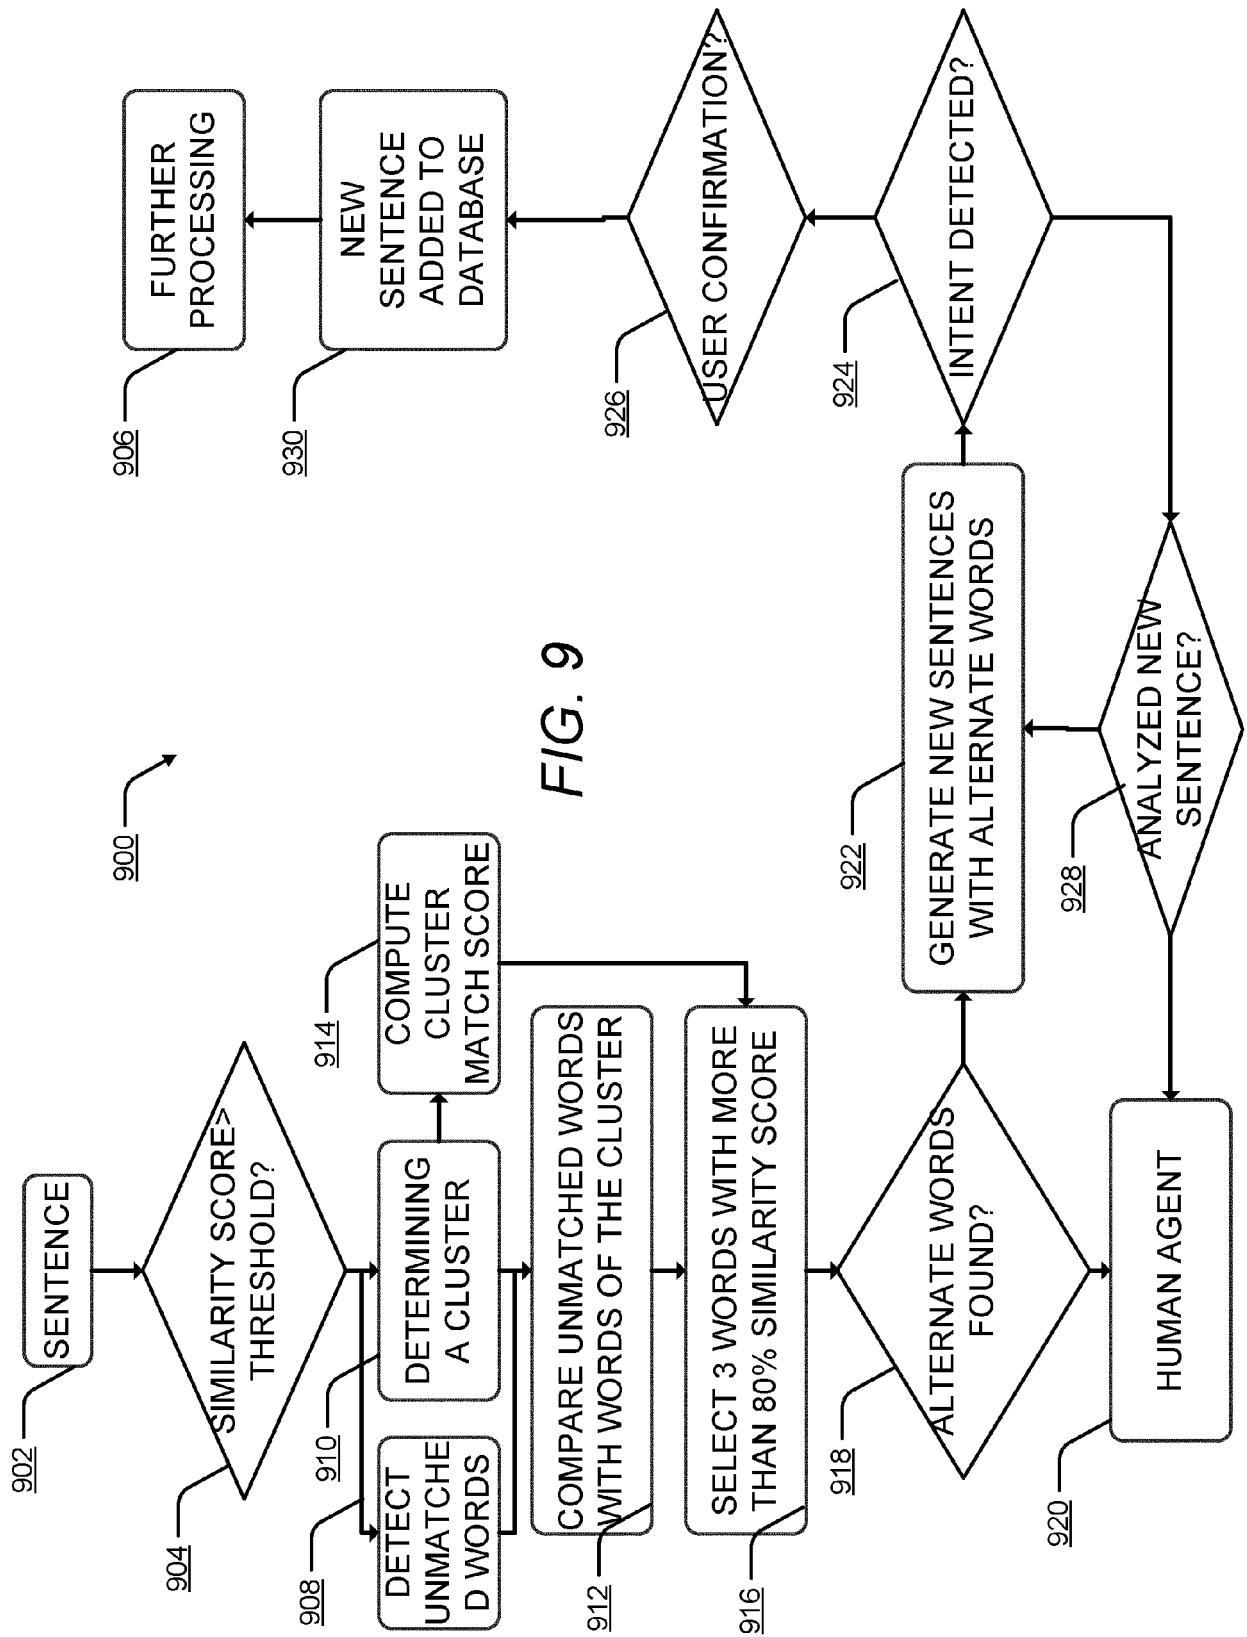 900
902
SENTENCE
904
SIMILARITY SCORE>
THRESHOLD?
908
DETECT
UNMATCHE
D WORDS
910
DETERMINING
A CLUSTER
914
COMPUTE
CLUSTER
MATCH SCORE
912
COMPARE UNMATCHED WORDS
WITH WORDS OF THE CLUSTER
916
SELECT 3 WORDS WITH MORE
THAN 80% SIMILARITY SCORE
918
ALTERNATE WORDS
FOUND?
920
HUMAN AGENT
922
GENERATE NEW SENTENCES
WITH ALTERNATE WORDS
928
ANALYZED NEW
SENTENCE?
924
INTENT DETECTED?
926
USER CONFIRMATION?
930
NEW
SENTENCE
ADDED TO
DATABASE
906
FURTHER
PROCESSING
FIG. 9